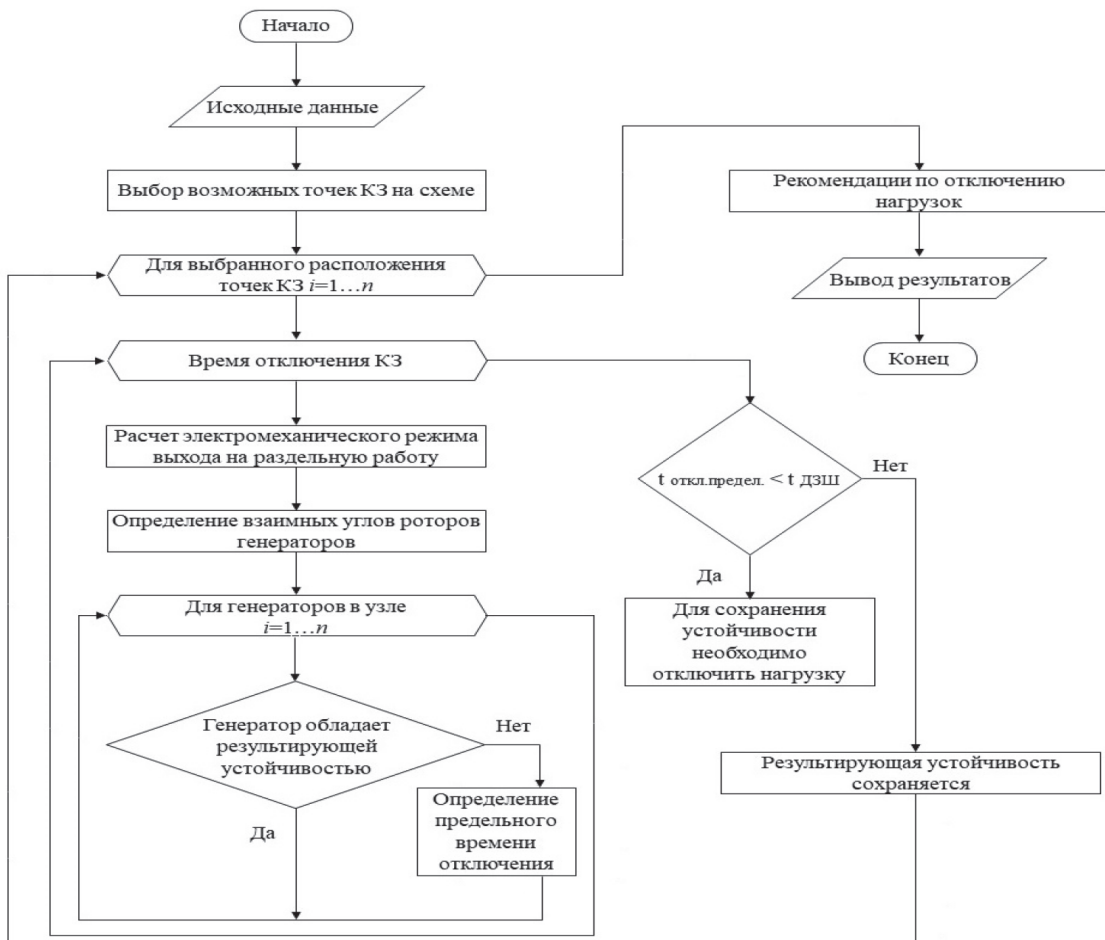 Начало
Исходные данные
Выбор возможных точек КЗ на схеме
Для выбранного расположения
точек КЗ i=1…n
Время отключения КЗ
Расчет электромеханического режима
выхода на раздельную работу
Определение взаимных углов роторов
генераторов
Для генераторов в узле
i=1…n
Генератор обладает
результирующей
устойчивостью
Нет
Да
Определение
предельного
времени
отключения
Рекомендации по отключению
нагрузок
Вывод результатов
Конец
t откл.предел. < t ДЗШ
Нет
Да
Для сохранения
устойчивости
необходимо
отключить нагрузку
Результирующая устойчивость
сохраняется